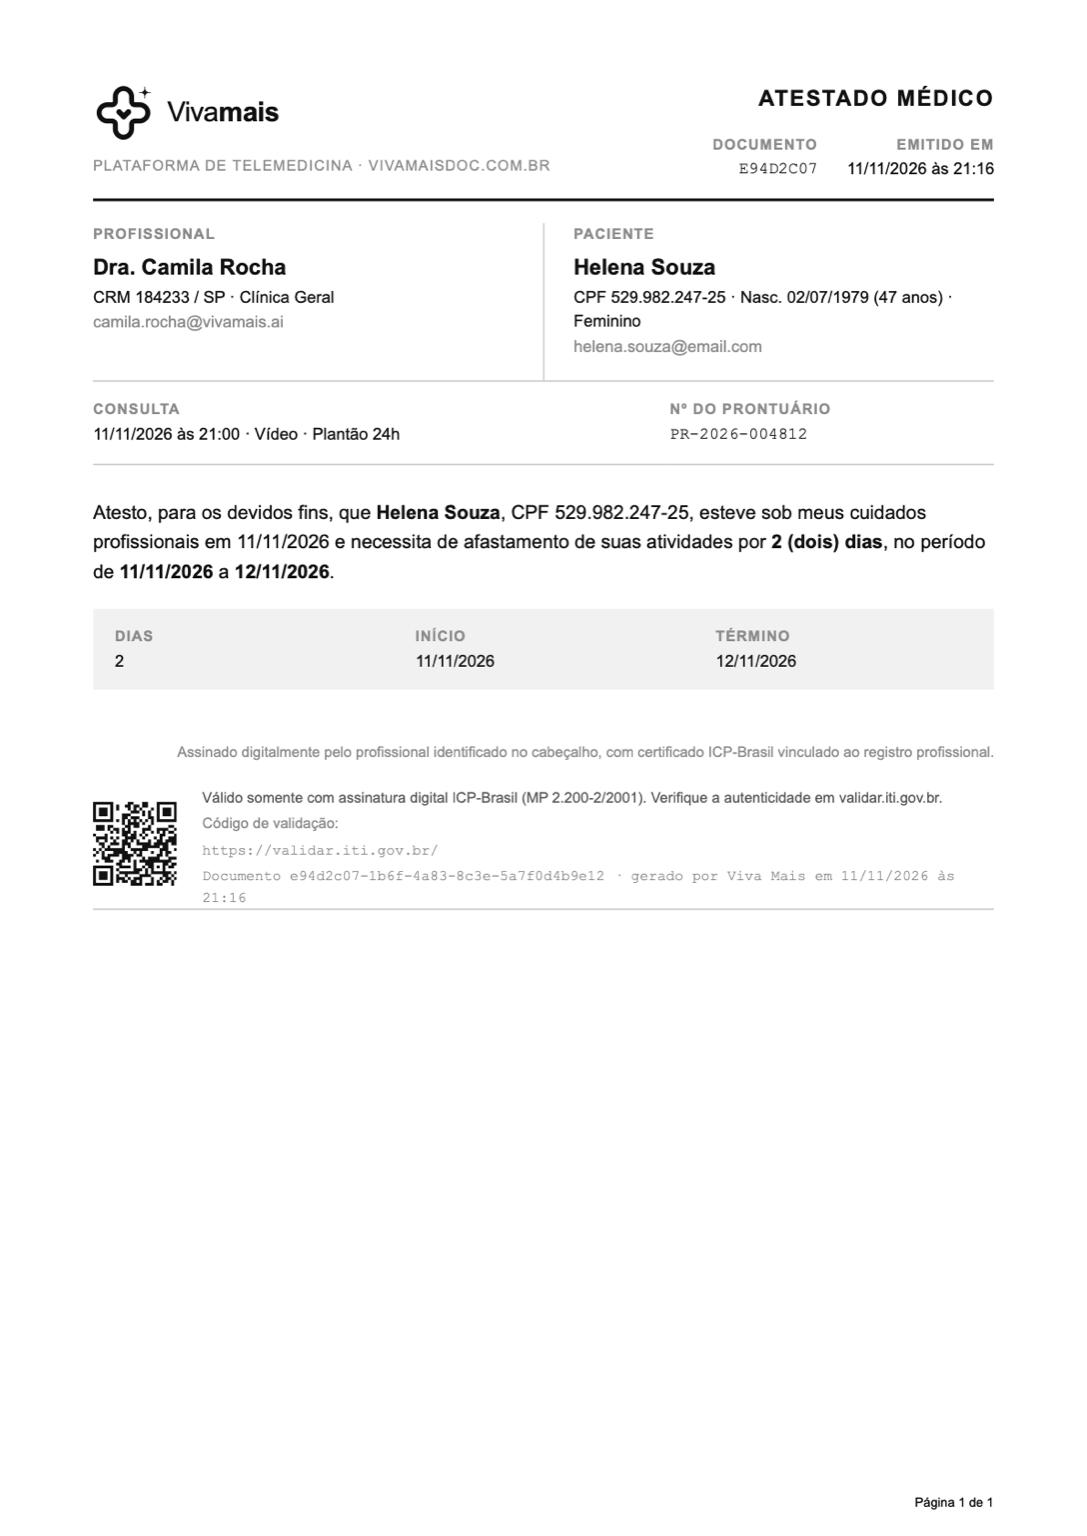 Vivamais
PLATAFORMA DE TELEMEDICINA · VIVAMAISDOC.COM.BR
ATESTADO MÉDICO
DOCUMENTO
E94D2C07
EMITIDO EM
11/11/2026 às 21:16
PROFISSIONAL
Dra. Camila Rocha
CRM 184233 / SP · Clínica Geral
camila.rocha@vivamais.ai
PACIENTE
Helena Souza
CPF 529.982.247-25 · Nasc. 02/07/1979 (47 anos) ·
Feminino
helena.souza@email.com
CONSULTA
11/11/2026 às 21:00 · Vídeo · Plantão 24h
Nº DO PRONTUÁRIO
PR-2026-004812
Atesto, para os devidos fins, que Helena Souza, CPF 529.982.247-25, esteve sob meus cuidados
profissionais em 11/11/2026 e necessita de afastamento de suas atividades por 2 (dois) dias, no período
de 11/11/2026 a 12/11/2026.
DIAS
2
INÍCIO
11/11/2026
TÉRMINO
12/11/2026
Assinado digitalmente pelo profissional identificado no cabeçalho, com certificado ICP-Brasil vinculado ao registro profissional.
Válido somente com assinatura digital ICP-Brasil (MP 2.200-2/2001). Verifique a autenticidade em validar.iti.gov.br.
Código de validação:
https://validar.iti.gov.br/
Documento e94d2c07-1b6f-4a83-8c3e-5a7f0d4b9e12 · gerado por Viva Mais em 11/11/2026 às
21:16
Página 1 de 1